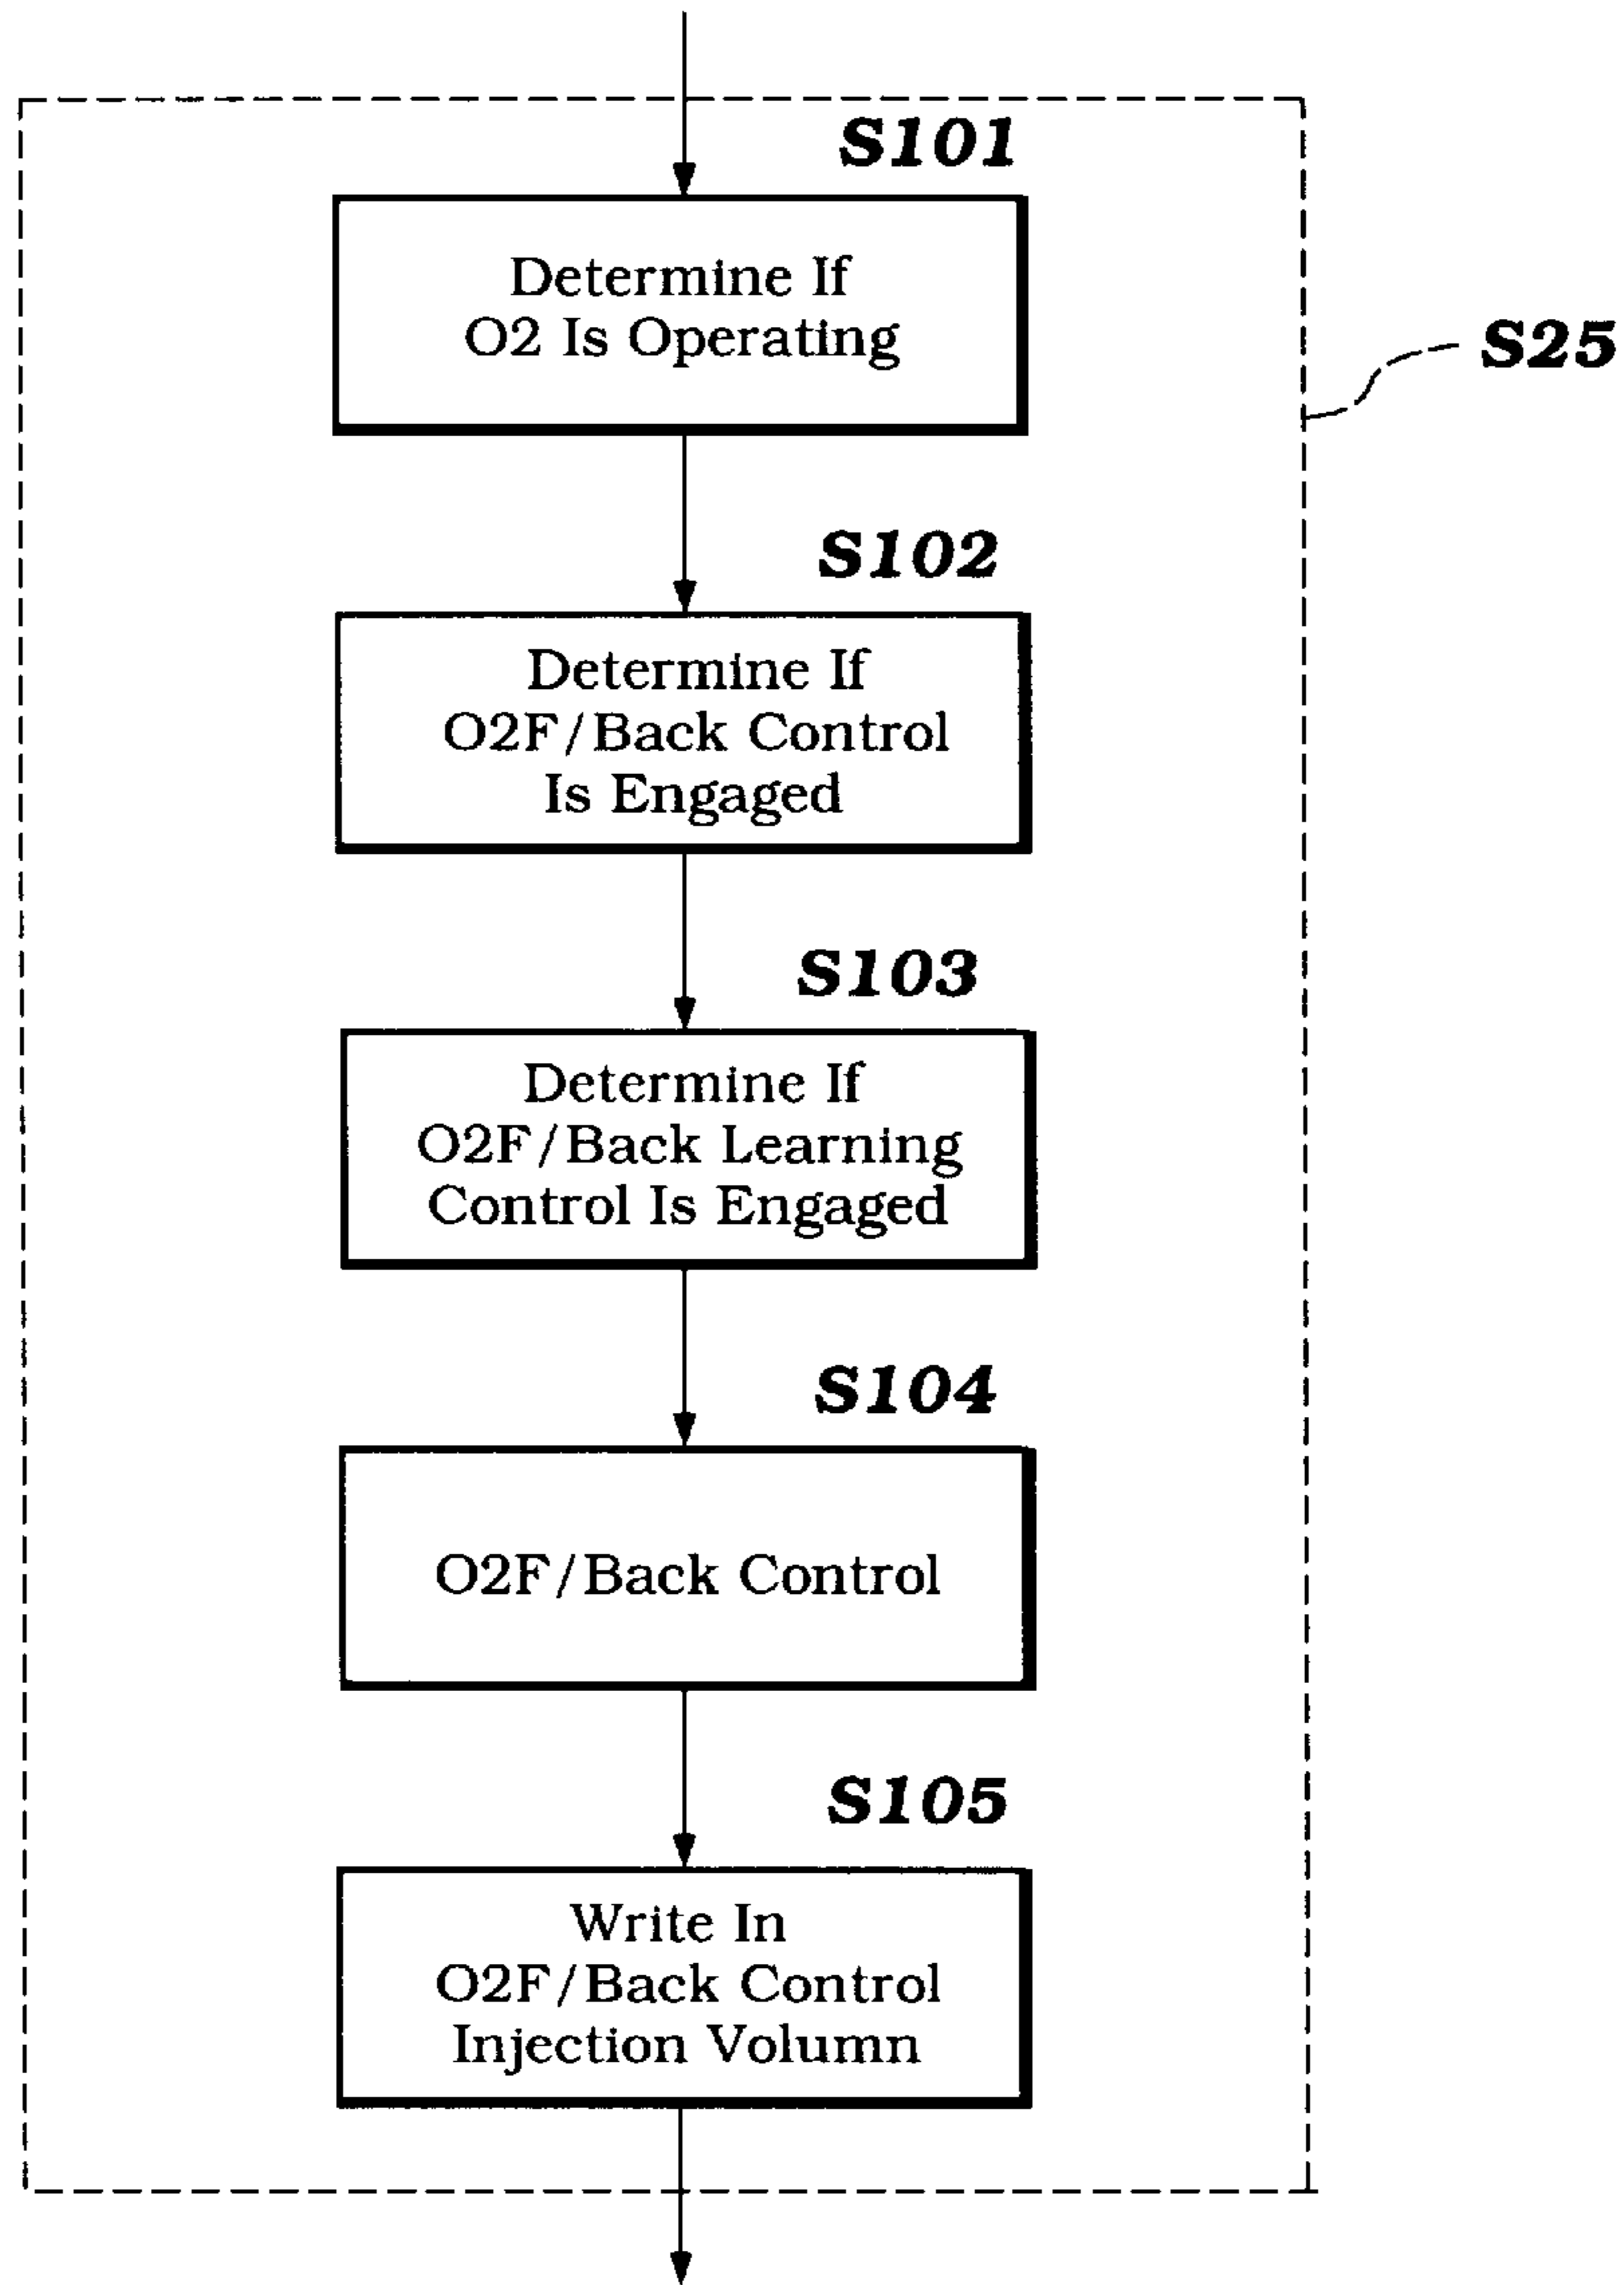 S101
Determine If
O2 Is Operating
S25
S102
Determine If
O2F/Back Control
Is Engaged
S103
Determine If
O2F/Back Learning
Control Is Engaged
S104
O2F/Back Control
S105
Write In
O2F/Back Control
Injection Volumn